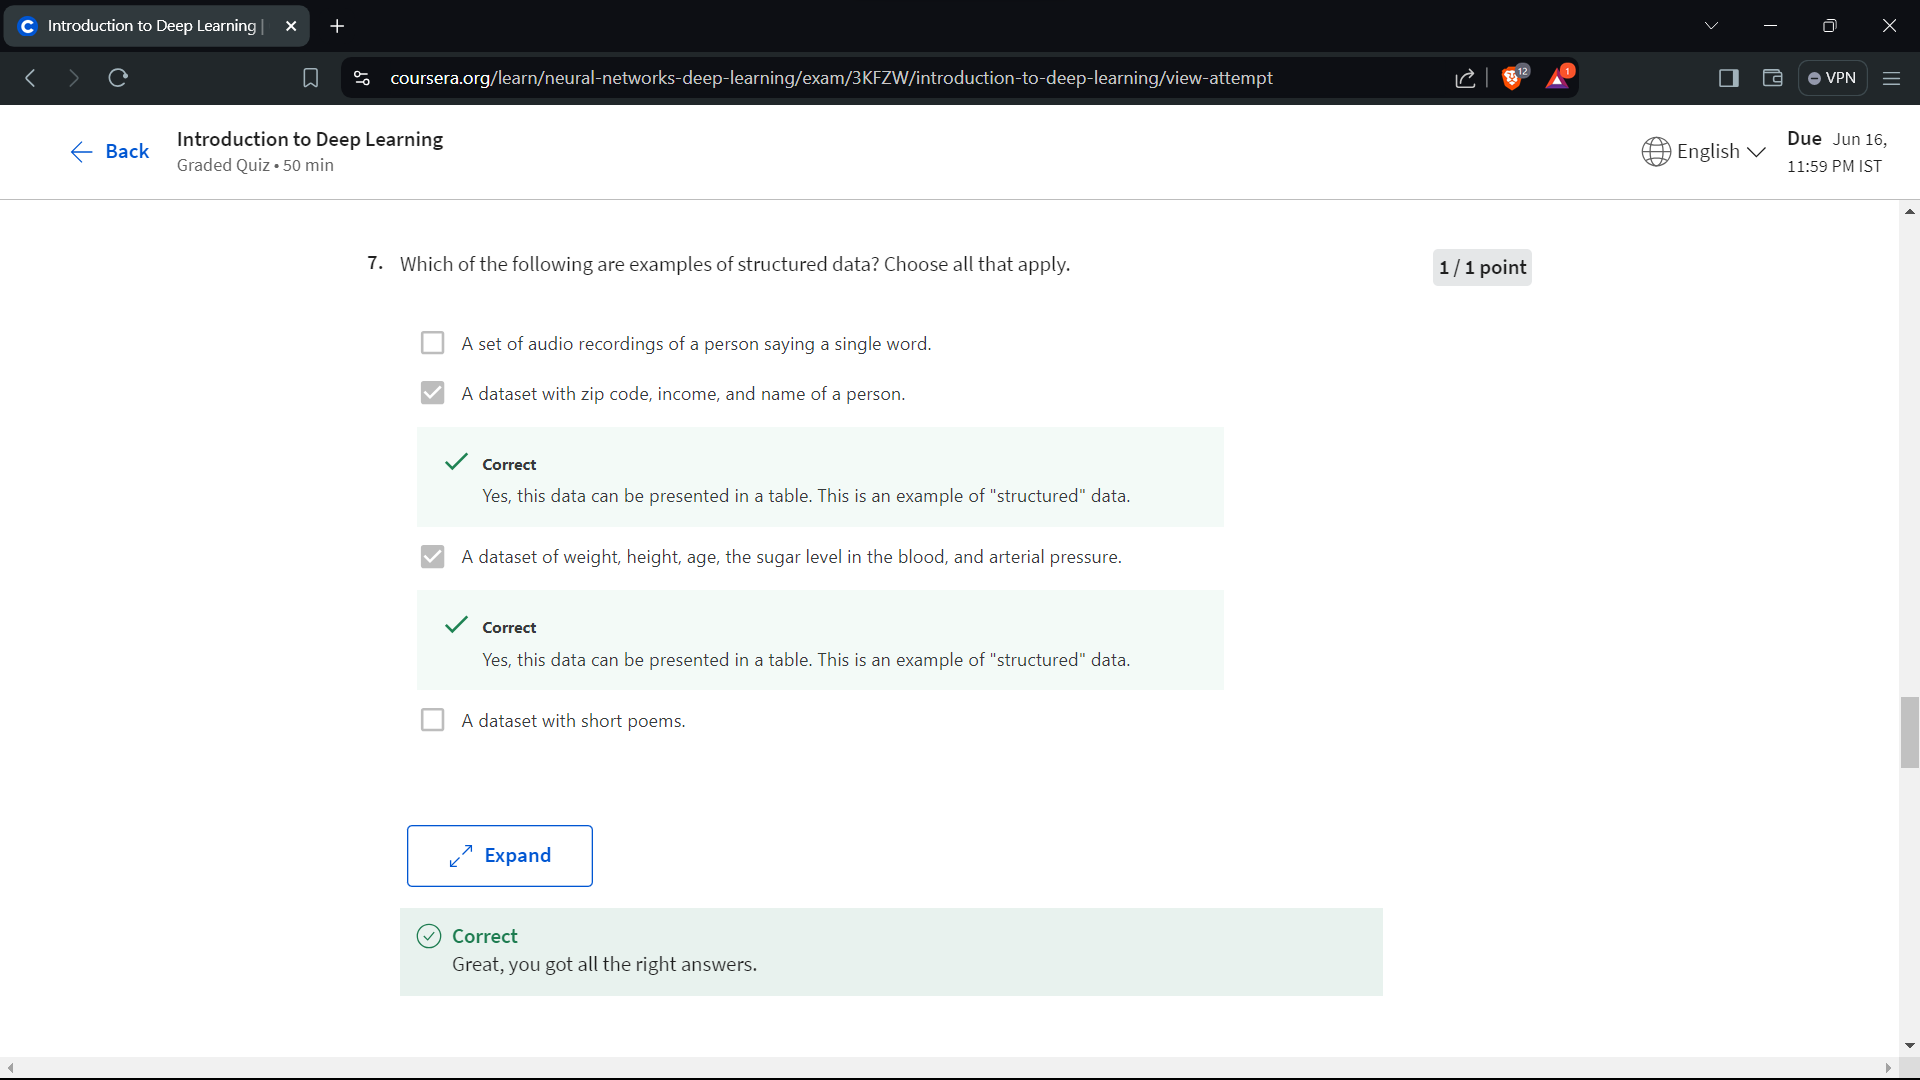 Introduction to Deep Learning |
coursera.org/learn/neural-networks-deep-learning/exam/3KFZW/introduction-to-deep-learning/view-attempt
12
1
VPN
Back
Introduction to Deep Learning
Graded Quiz • 50 min
English
Due Jun 16,
11:59 PM IST
7. Which of the following are examples of structured data? Choose all that apply.
1 / 1 point
A set of audio recordings of a person saying a single word.
A dataset with zip code, income, and name of a person.
Correct
Yes, this data can be presented in a table. This is an example of "structured" data.
A dataset of weight, height, age, the sugar level in the blood, and arterial pressure.
Correct
Yes, this data can be presented in a table. This is an example of "structured" data.
A dataset with short poems.
Expand
Correct
Great, you got all the right answers.